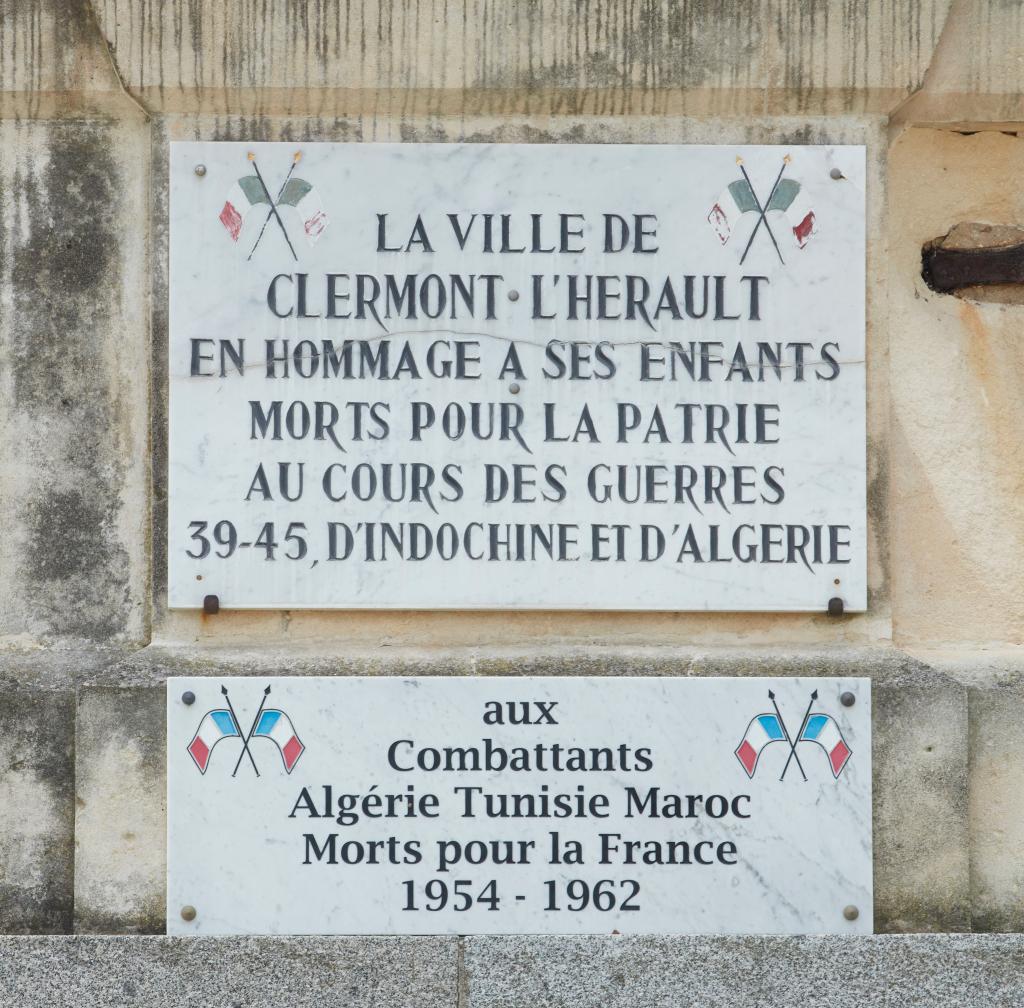 LA VILLE DE
CLERMONT · L'HERAULT
EN HOMMAGE A SES ENFANTS
MORTS POUR LA PATRIE
AU COURS DES GUERRES
39-45, D'INDOCHINE ET D'ALGERIE
aux
Combattants
Algérie Tunisie Maroc
Morts pour la France
1954 - 1962